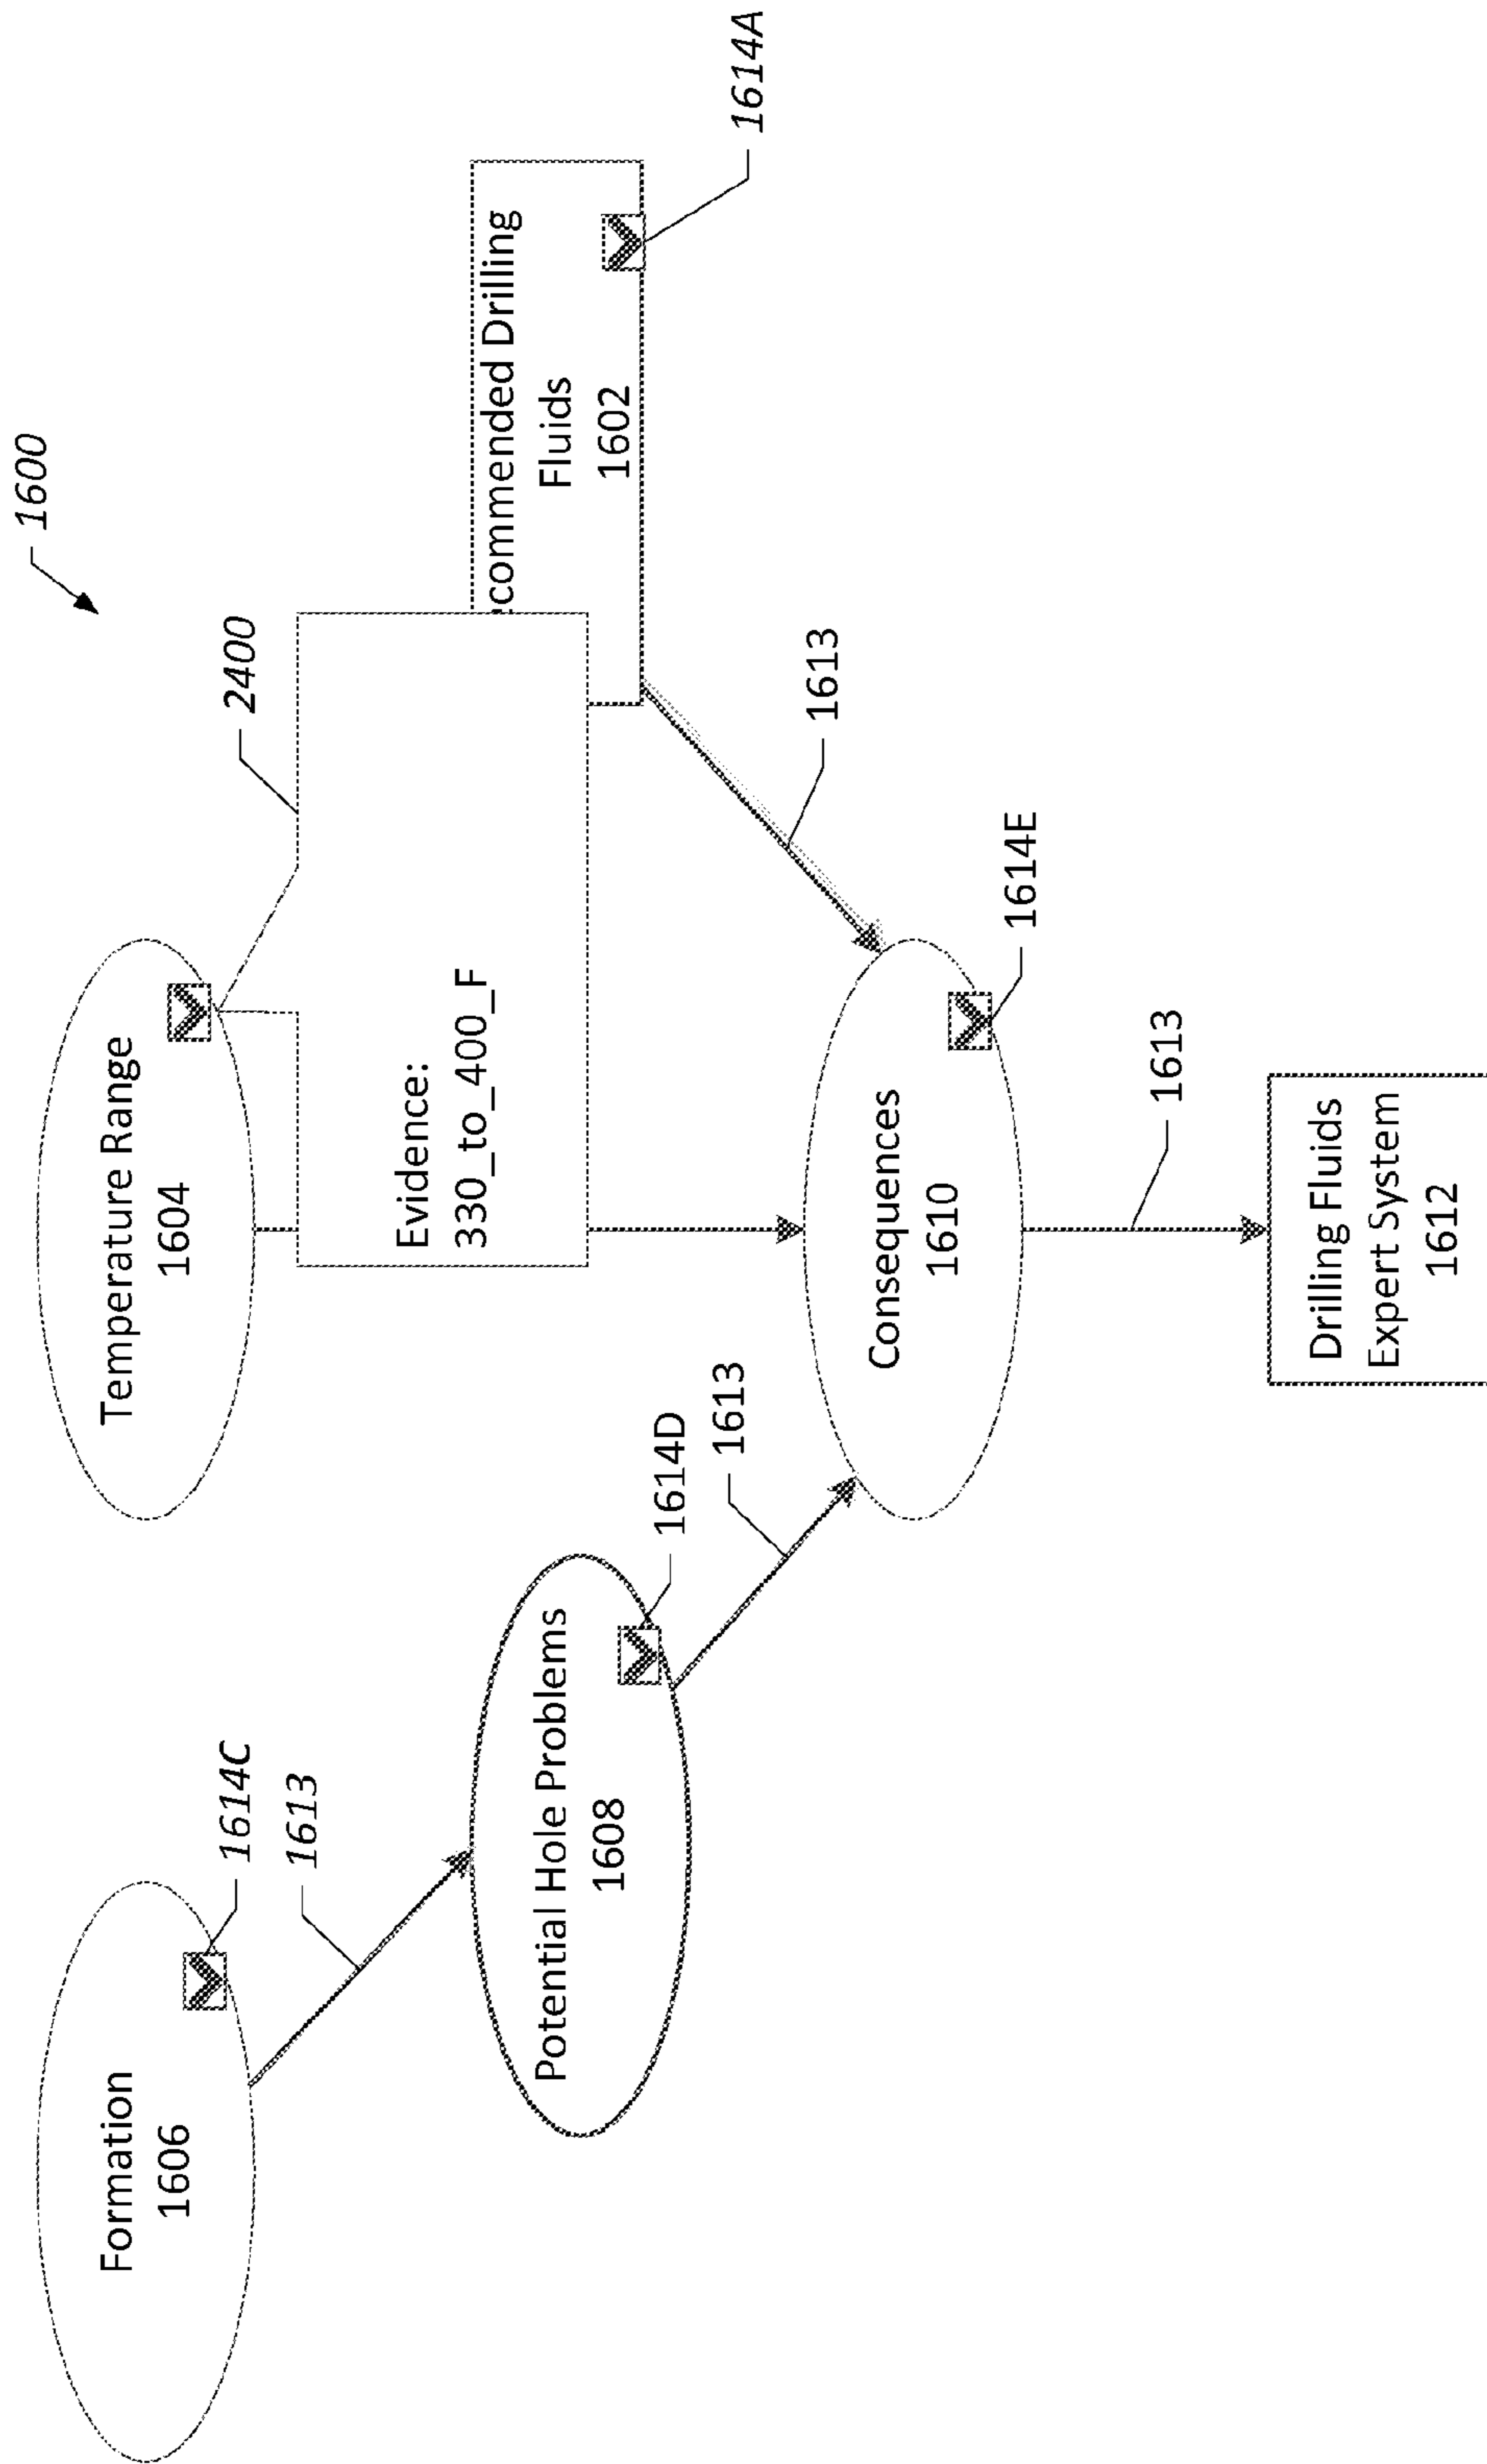 1600
Formation
1606
1614C
1613
Temperature Range
1604
2400
Evidence:
330_to_400_F
commended Drilling
Fluids
1602
1614A
Potential Hole Problems
1608
1614D
1613
1613
Consequences
1610
1614E
1613
Drilling Fluids
Expert System
1612